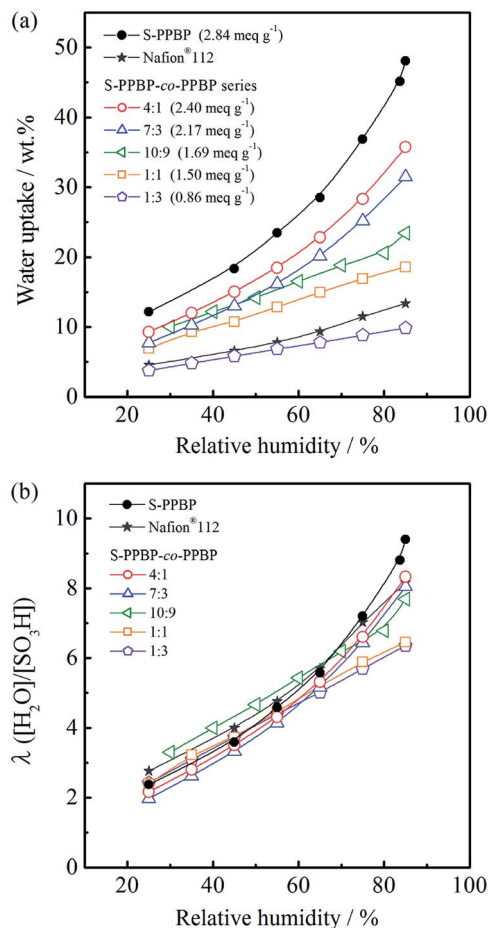 (a)
S-PPBP (2.84 meq g⁻¹)
Nafion®112
S-PPBP-co-PPBP series
4:1 (2.40 meq g⁻¹)
7:3 (2.17 meq g⁻¹)
10:9 (1.69 meq g⁻¹)
1:1 (1.50 meq g⁻¹)
1:3 (0.86 meq g⁻¹)
Water uptake / wt.%
50
40
30
20
10
0
20 40 60 80 100
Relative humidity / %
(b)
S-PPBP
Nafion®112
S-PPBP-co-PPBP
4:1
7:3
10:9
1:1
1:3
λ ([H₂O]/[SO₃H])
10
8
6
4
2
0
20 40 60 80 100
Relative humidity / %